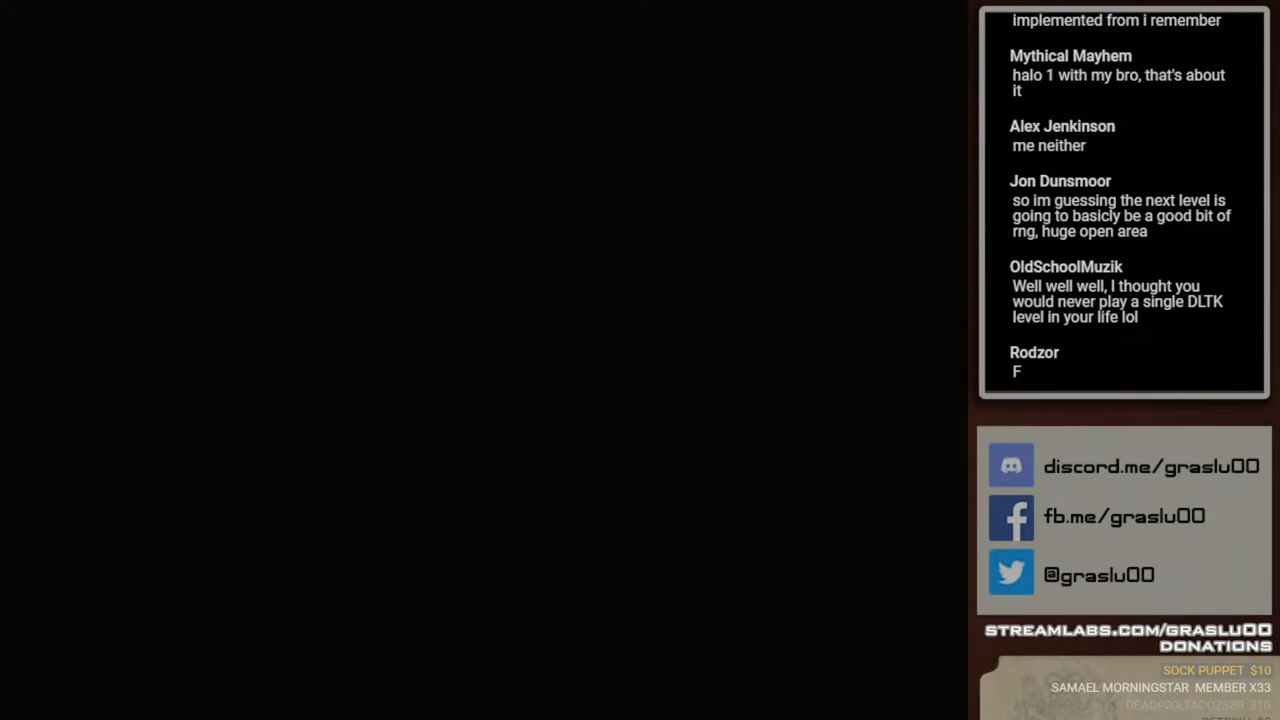 implemented from i remember
Mythical Mayhem
halo 1 with my bro, that's about
it
Alex Jenkinson
me neither
Jon Dunsmoor
so im guessing the next level is
going to basicly be a good bit of
rng, huge open area
OldSchoolMuzik
Well well well, I thought you
would never play a single DLTK
level in your life lol
Rodzor
F
discord.me/graslu00
fb.me/graslu00
@graslu00
STREAMLABS.COM/GRASLU00
DONATIONS
SOCK PUPPET $10
SAMAEL MORNINGSTAR MEMBER X33
DEADP00LTACOZS89 $10